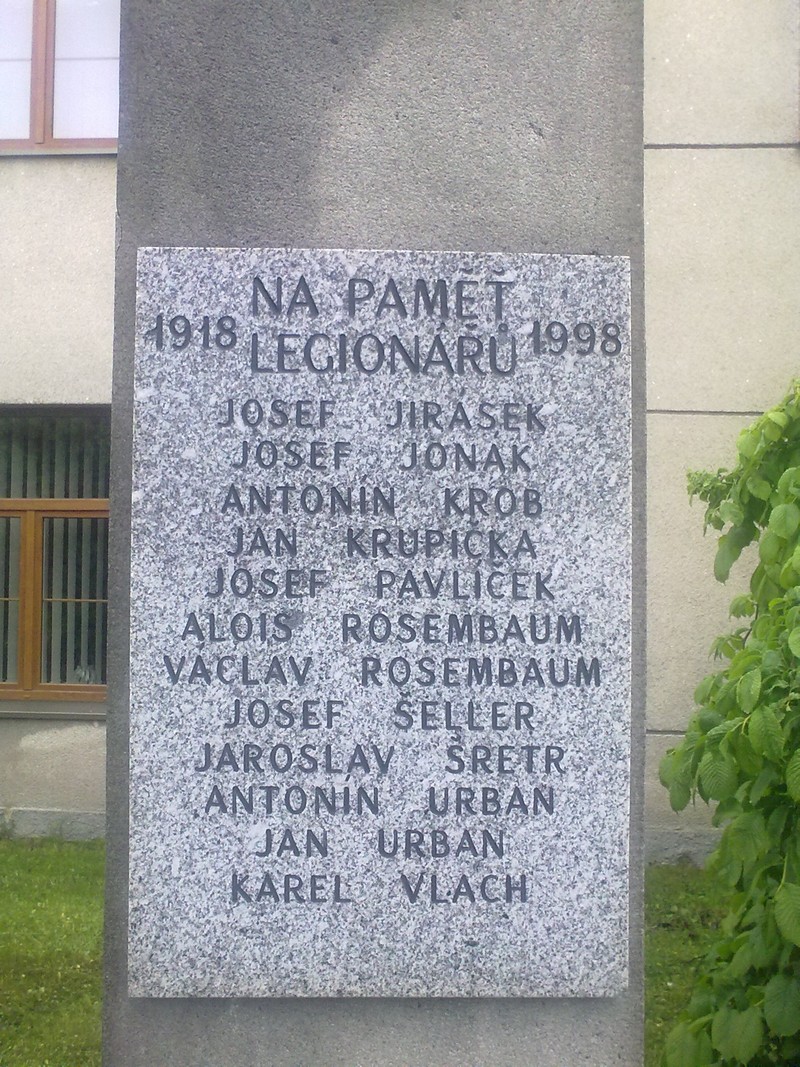 NA PAMĚŤ
1918 LEGIONÁŘŮ 1998
JOSEF JIRÁSEK
JOSEF JONÁK
ANTONÍN KROB
JAN KRUPIČKA
JOSEF PAVLÍČEK
ALOIS ROSEMBAUM
VÁCLAV ROSEMBAUM
JOSEF ŠELLER
JAROSLAV ŠRETR
ANTONÍN URBAN
JAN URBAN
KAREL VLACH